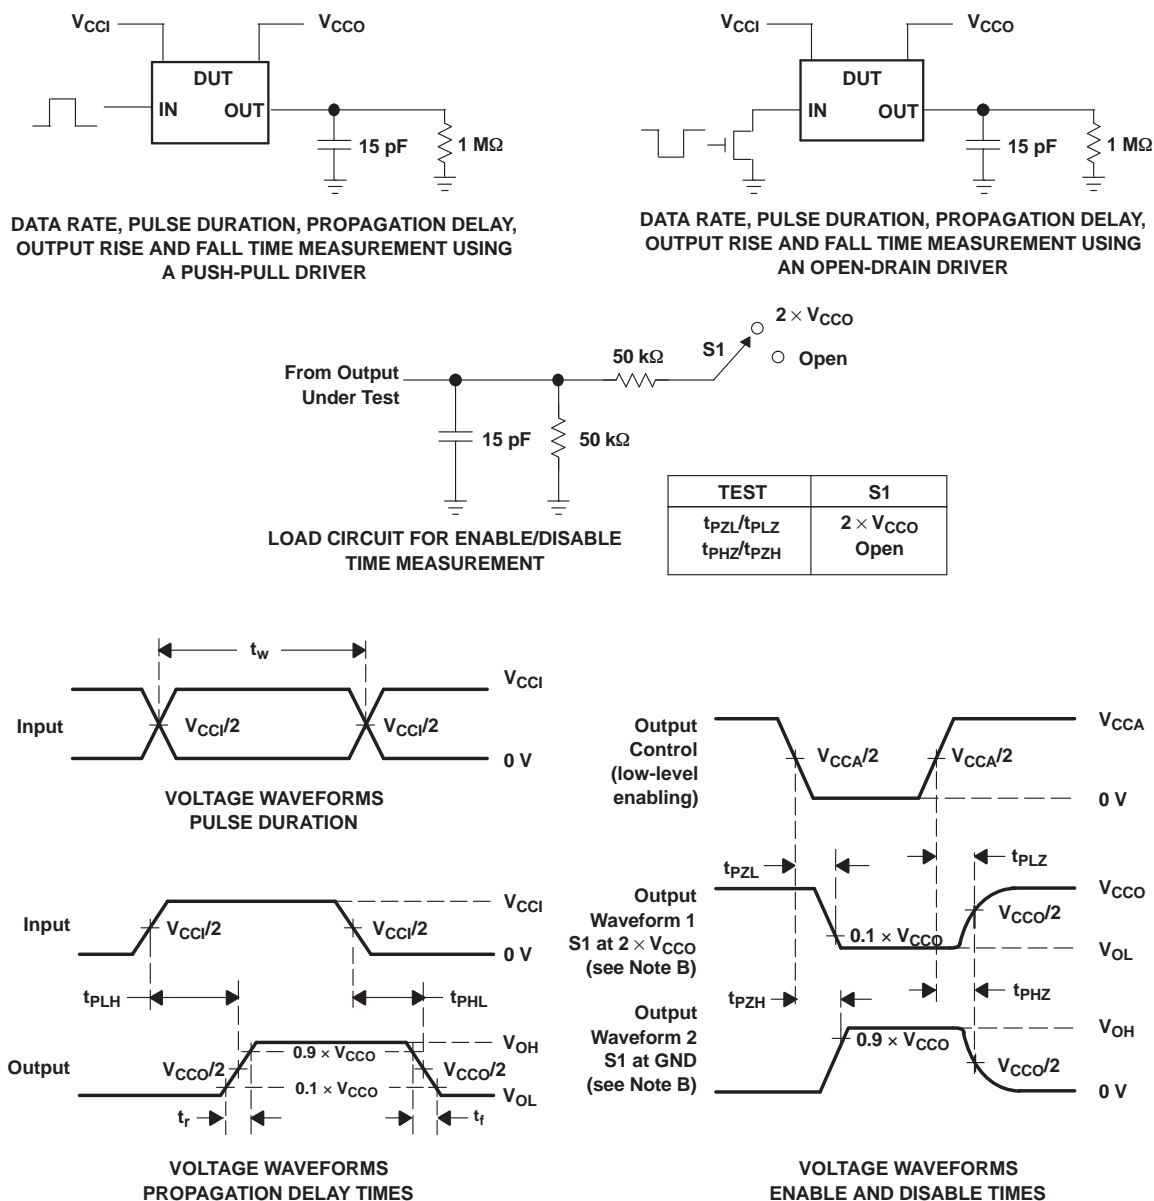 VCCI
VCCO
DUT
IN
OUT
15 pF
1 MΩ
DATA RATE, PULSE DURATION, PROPAGATION DELAY,
OUTPUT RISE AND FALL TIME MEASUREMENT USING
A PUSH-PULL DRIVER
VCCI
VCCO
DUT
IN
OUT
15 pF
1 MΩ
DATA RATE, PULSE DURATION, PROPAGATION DELAY,
OUTPUT RISE AND FALL TIME MEASUREMENT USING
AN OPEN-DRAIN DRIVER
From Output
Under Test
15 pF
50 kΩ
50 kΩ
S1
2 × VCCO
Open
LOAD CIRCUIT FOR ENABLE/DISABLE
TIME MEASUREMENT
TEST S1
tPZL/tPLZ 2 × VCCO
tPHZ/tPZH Open
tw
Input
VCCI/2
VCCI/2
VCCI
0 V
VOLTAGE WAVEFORMS
PULSE DURATION
Input
VCCI/2
VCCI/2
VCCI
0 V
tPLH
tPHL
Output
VCCO/2
0.9 × VCCO
0.1 × VCCO
VCCO/2
VOH
VOL
tr
tf
VOLTAGE WAVEFORMS
PROPAGATION DELAY TIMES
Output
Control
(low-level
enabling)
VCCA/2
VCCA/2
VCCA
0 V
tPZL
tPLZ
Output
Waveform 1
S1 at 2 × VCCO
(see Note B)
0.1 × VCCO
VCCO
VCCO/2
VOL
tPZH
tPHZ
Output
Waveform 2
S1 at GND
(see Note B)
0.9 × VCCO
VOH
VCCO/2
0 V
VOLTAGE WAVEFORMS
ENABLE AND DISABLE TIMES